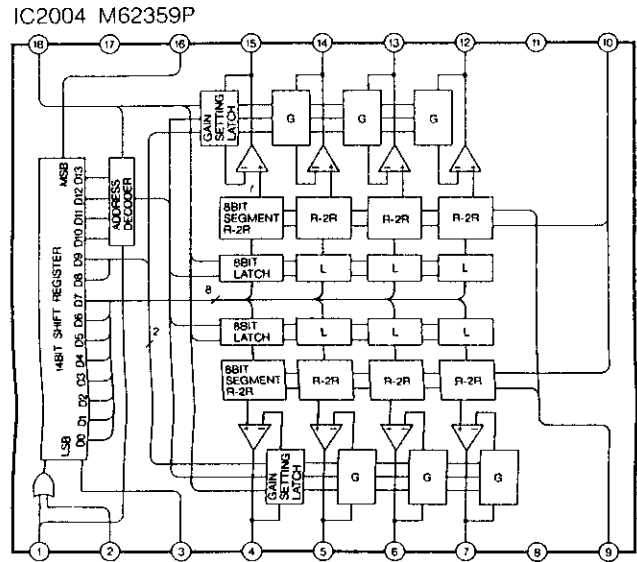 IC2004 M62359P
18 17 16 15 14 13 12 11 10
GAIN SETTING LATCH
G G G
14BIT SHIFT REGISTER
MSB
LSB
D13
D12
D11
D10
D9
D8
D7
D6
D5
D4
D3
D2
D1
D0
ADDRESS DECODER
8BIT SEGMENT R-2R
R-2R R-2R R-2R
8BIT LATCH
L L L
8
2
8BIT LATCH
L L L
8BIT SEGMENT R-2R
R-2R R-2R R-2R
GAIN SETTING LATCH
G G G
1 2 3 4 5 6 7 8 9